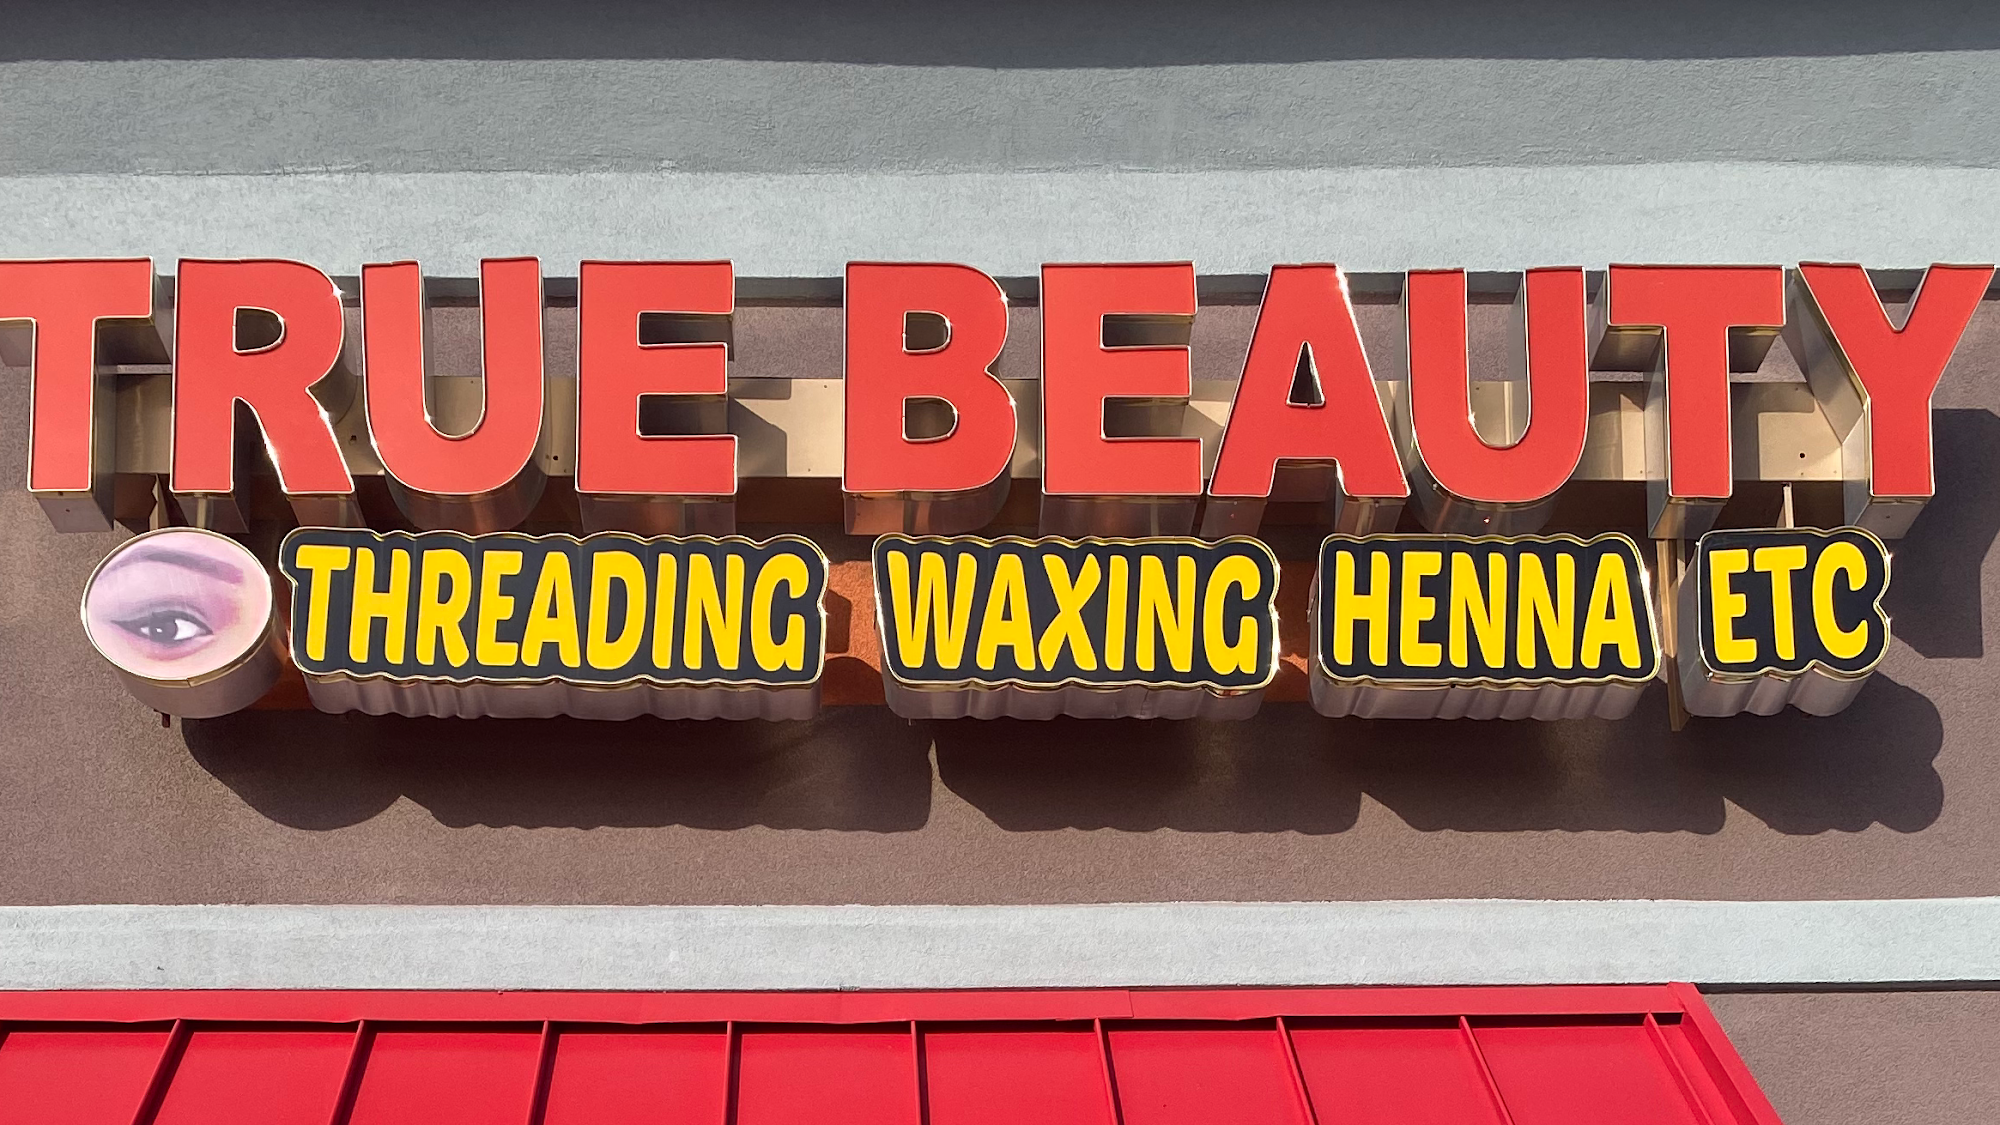 TRUE BEAUTY
THREADING WAXING HENNA ETC